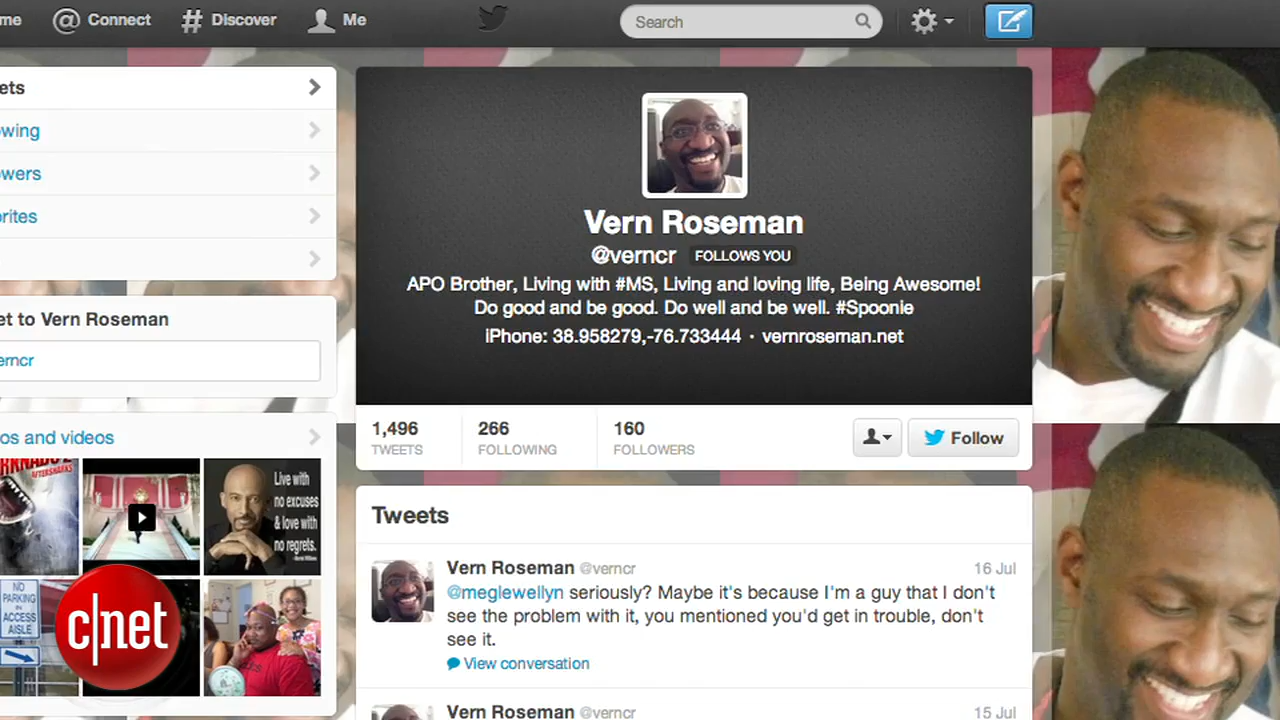 me
Connect
Discover
Me
Search
ets
owing
owers
orites
et to Vern Roseman
erncr
os and videos
AFTERSHARKS
Live with
no excuses
& love with
no regrets.
NO
PARKING
IN
ACCESS
AISLE
c|net
Vern Roseman
@verncr FOLLOWS YOU
APO Brother, Living with #MS, Living and loving life, Being Awesome!
Do good and be good. Do well and be well. #Spoonie
iPhone: 38.958279,-76.733444 · vernroseman.net
1,496
TWEETS
266
FOLLOWING
160
FOLLOWERS
Follow
Tweets
Vern Roseman @verncr 16 Jul
@meglewellyn seriously? Maybe it's because I'm a guy that I don't
see the problem with it, you mentioned you'd get in trouble, don't
see it.
View conversation
Vern Roseman @verncr 15 Jul